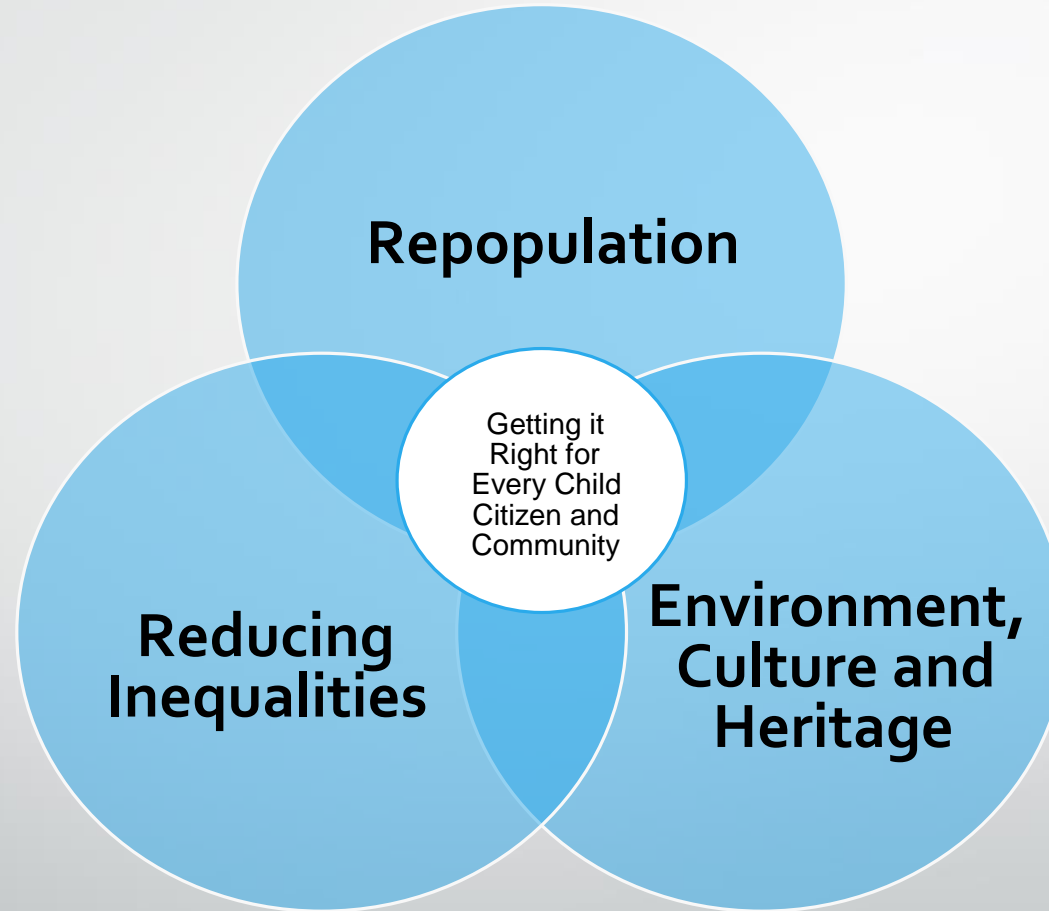 Repopulation
Getting it
Right for
Every Child
Citizen and
Community
Reducing
Inequalities
Environment,
Culture and
Heritage